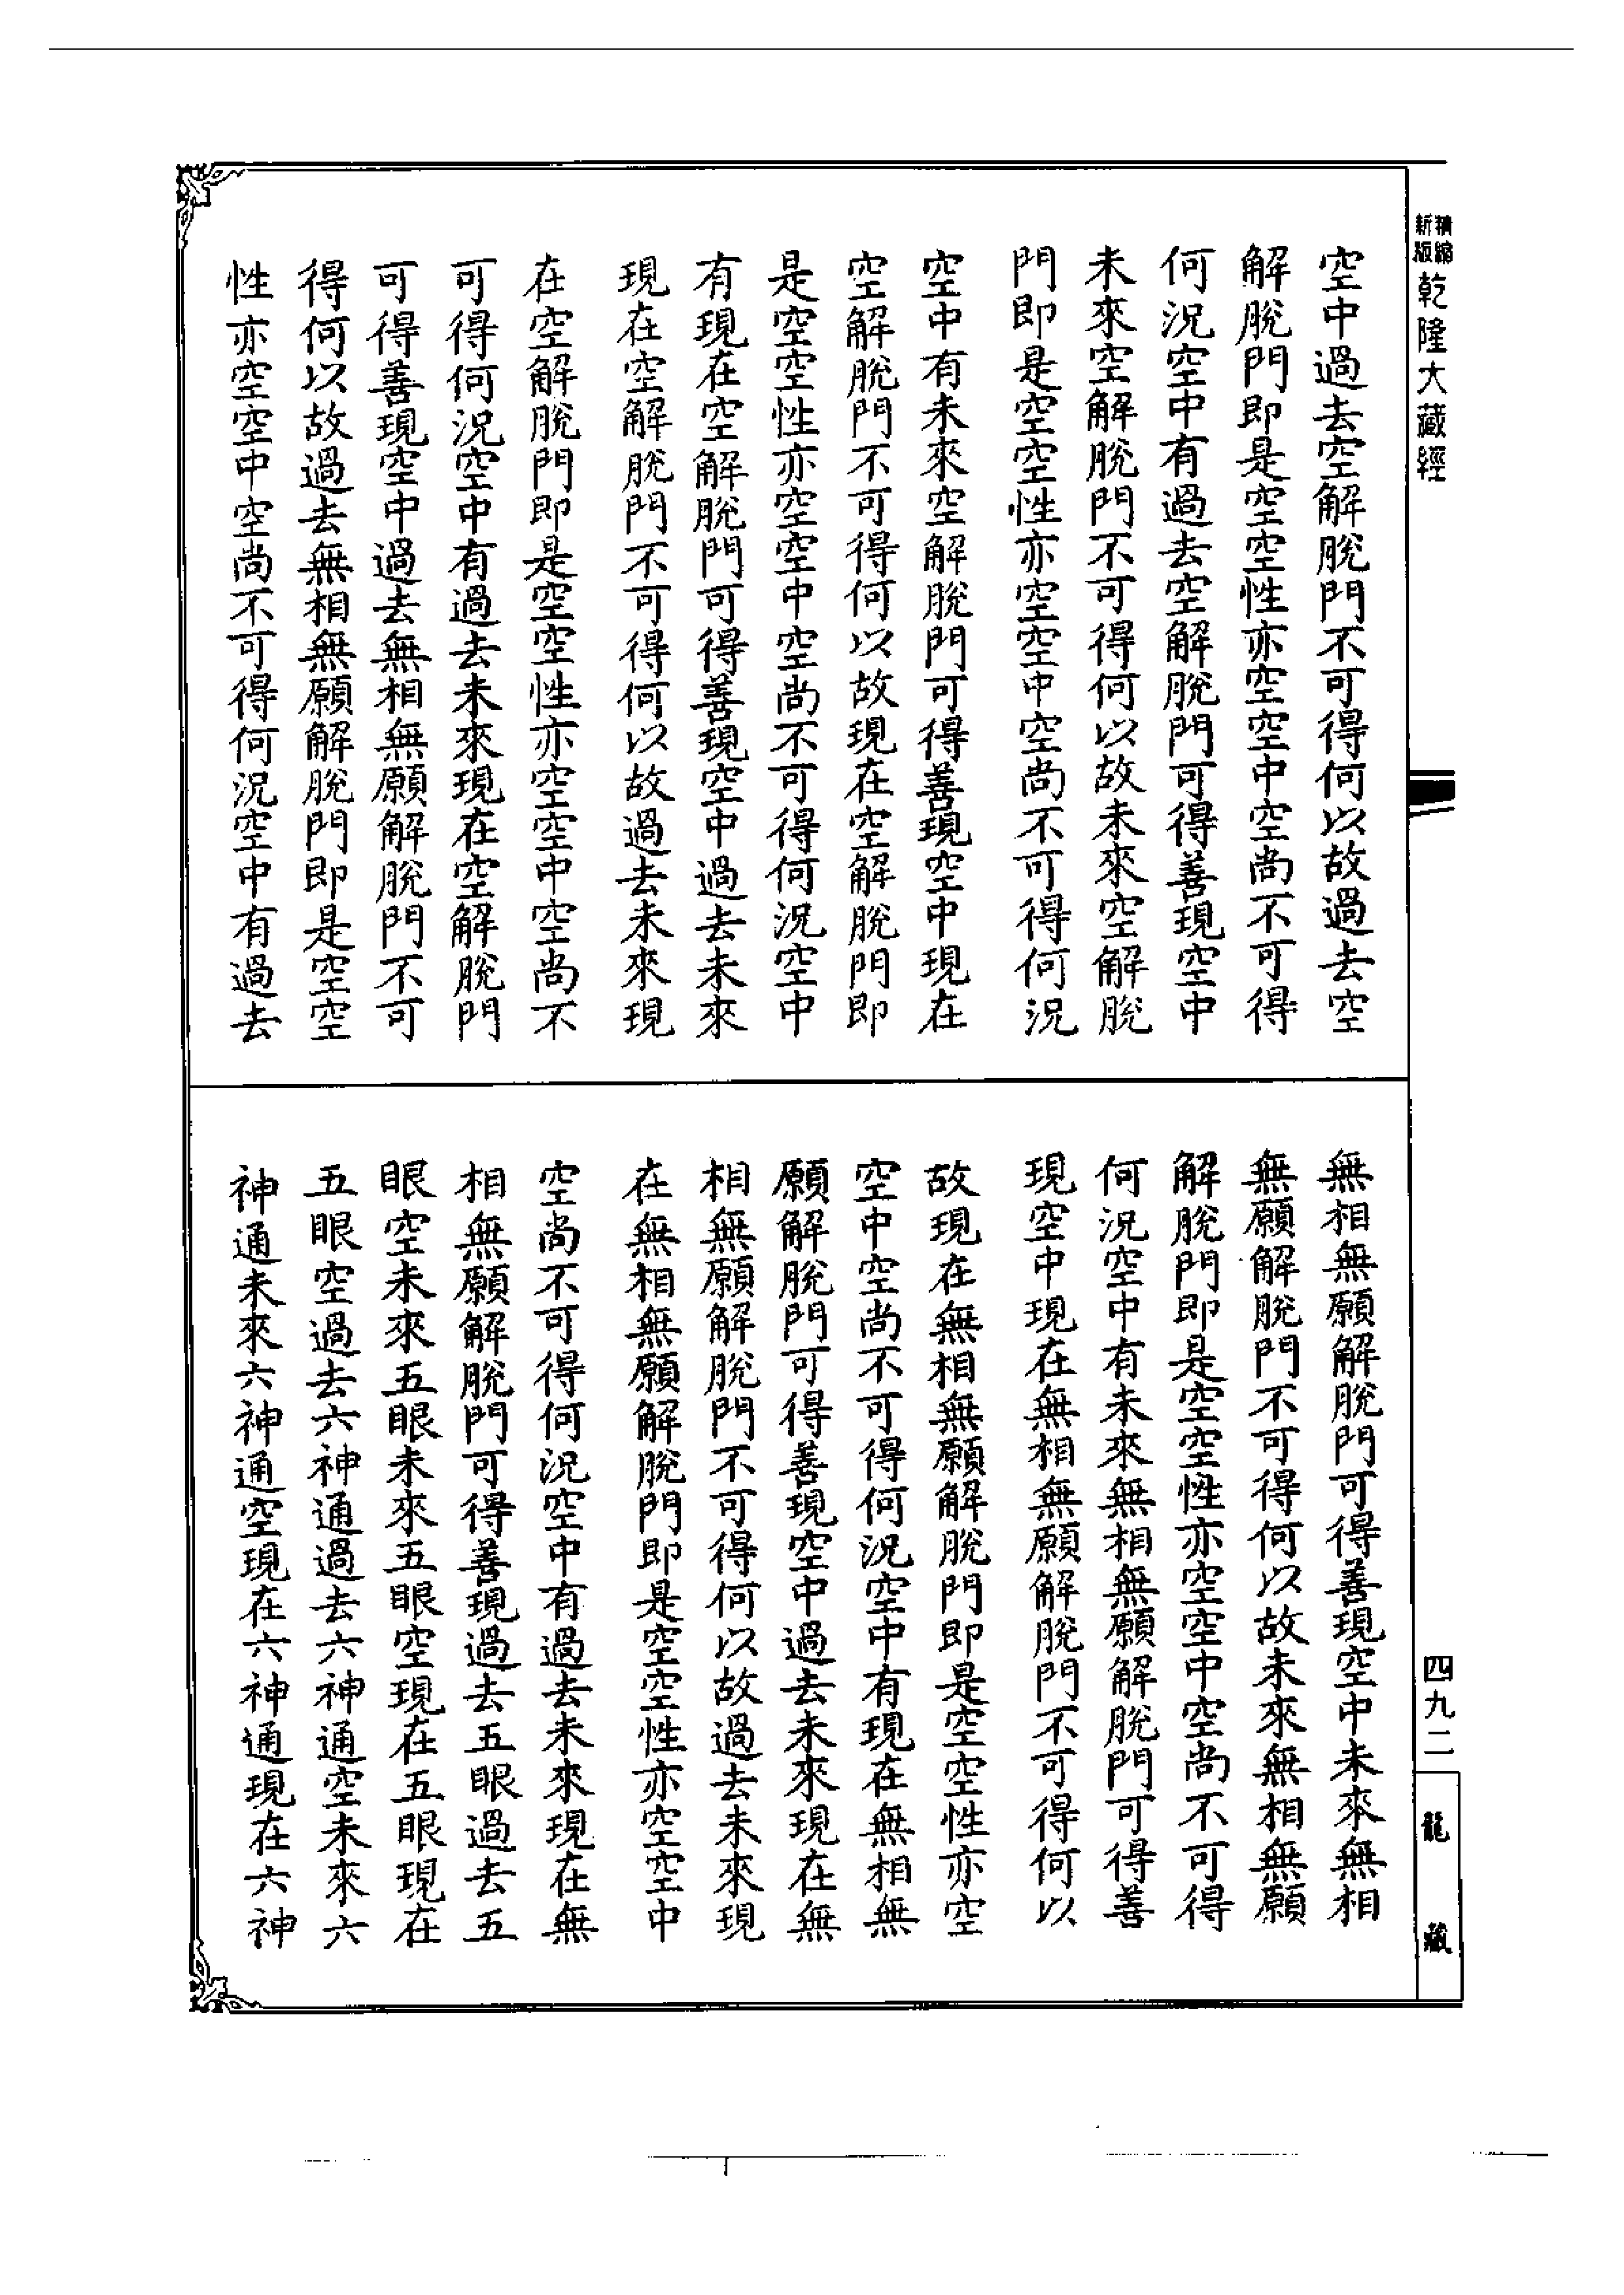 精縮新版乾隆大藏經
空中過去空解脫門不可得何以故過去空
解脫門即是空空性亦空空中空尚不可得
何況空中有過去空解脫門可得善現空中
未來空解脫門不可得何以故未來空解脫
門即是空空性亦空空中空尚不可得何況
空中有未來空解脫門可得善現空中現在
空解脫門不可得何以故現在空解脫門即
是空空性亦空空中空尚不可得何況空中
有現在空解脫門可得善現空中過去未來
現在空解脫門不可得何以故過去未來現
在空解脫門即是空空性亦空空中空尚不
可得何況空中有過去未來現在空解脫門
可得善現空中過去無相無願解脫門不可
得何以故過去無相無願解脫門即是空空
性亦空空中空尚不可得何況空中有過去
無相無願解脫門可得善現空中未來無相
無願解脫門不可得何以故未來無相無願
解脫門即是空空性亦空空中空尚不可得
何況空中有未來無相無願解脫門可得善
現空中現在無相無願解脫門不可得何以
故現在無相無願解脫門即是空空性亦空
空中空尚不可得何況空中有現在無相無
願解脫門可得善現空中過去未來現在無
相無願解脫門不可得何以故過去未來現
在無相無願解脫門即是空空性亦空空中
空尚不可得何況空中有過去未來現在無
相無願解脫門可得善現過去五眼過去五
眼空未來五眼未來五眼空現在五眼現在
五眼空過去六神通過去六神通空未來六
神通未來六神通空現在六神通現在六神
四九二
龍藏